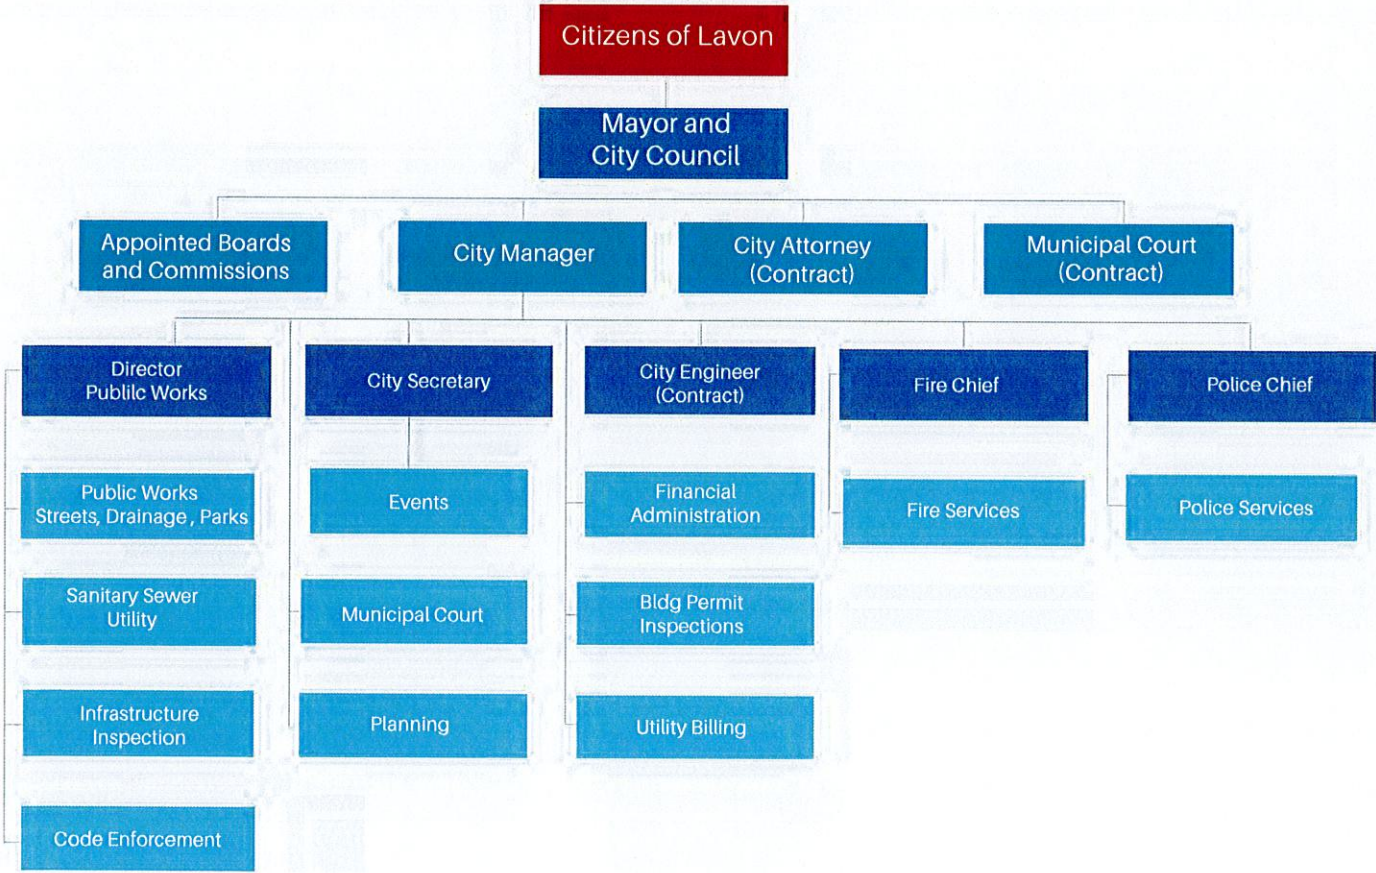 Citizens of Lavon
Mayor and
City Council
Appointed Boards
and Commissions
City Manager
City Attorney
(Contract)
Municipal Court
(Contract)
Director
Publilc Works
City Secretary
City Engineer
(Contract)
Fire Chief
Police Chief
Public Works
Streets, Drainage , Parks
Events
Financial
Administration
Fire Services
Police Services
Sanitary Sewer
Utility
Municipal Court
Bldg Permit
Inspections
Infrastructure
Inspection
Planning
Utility Billing
Code Enforcement